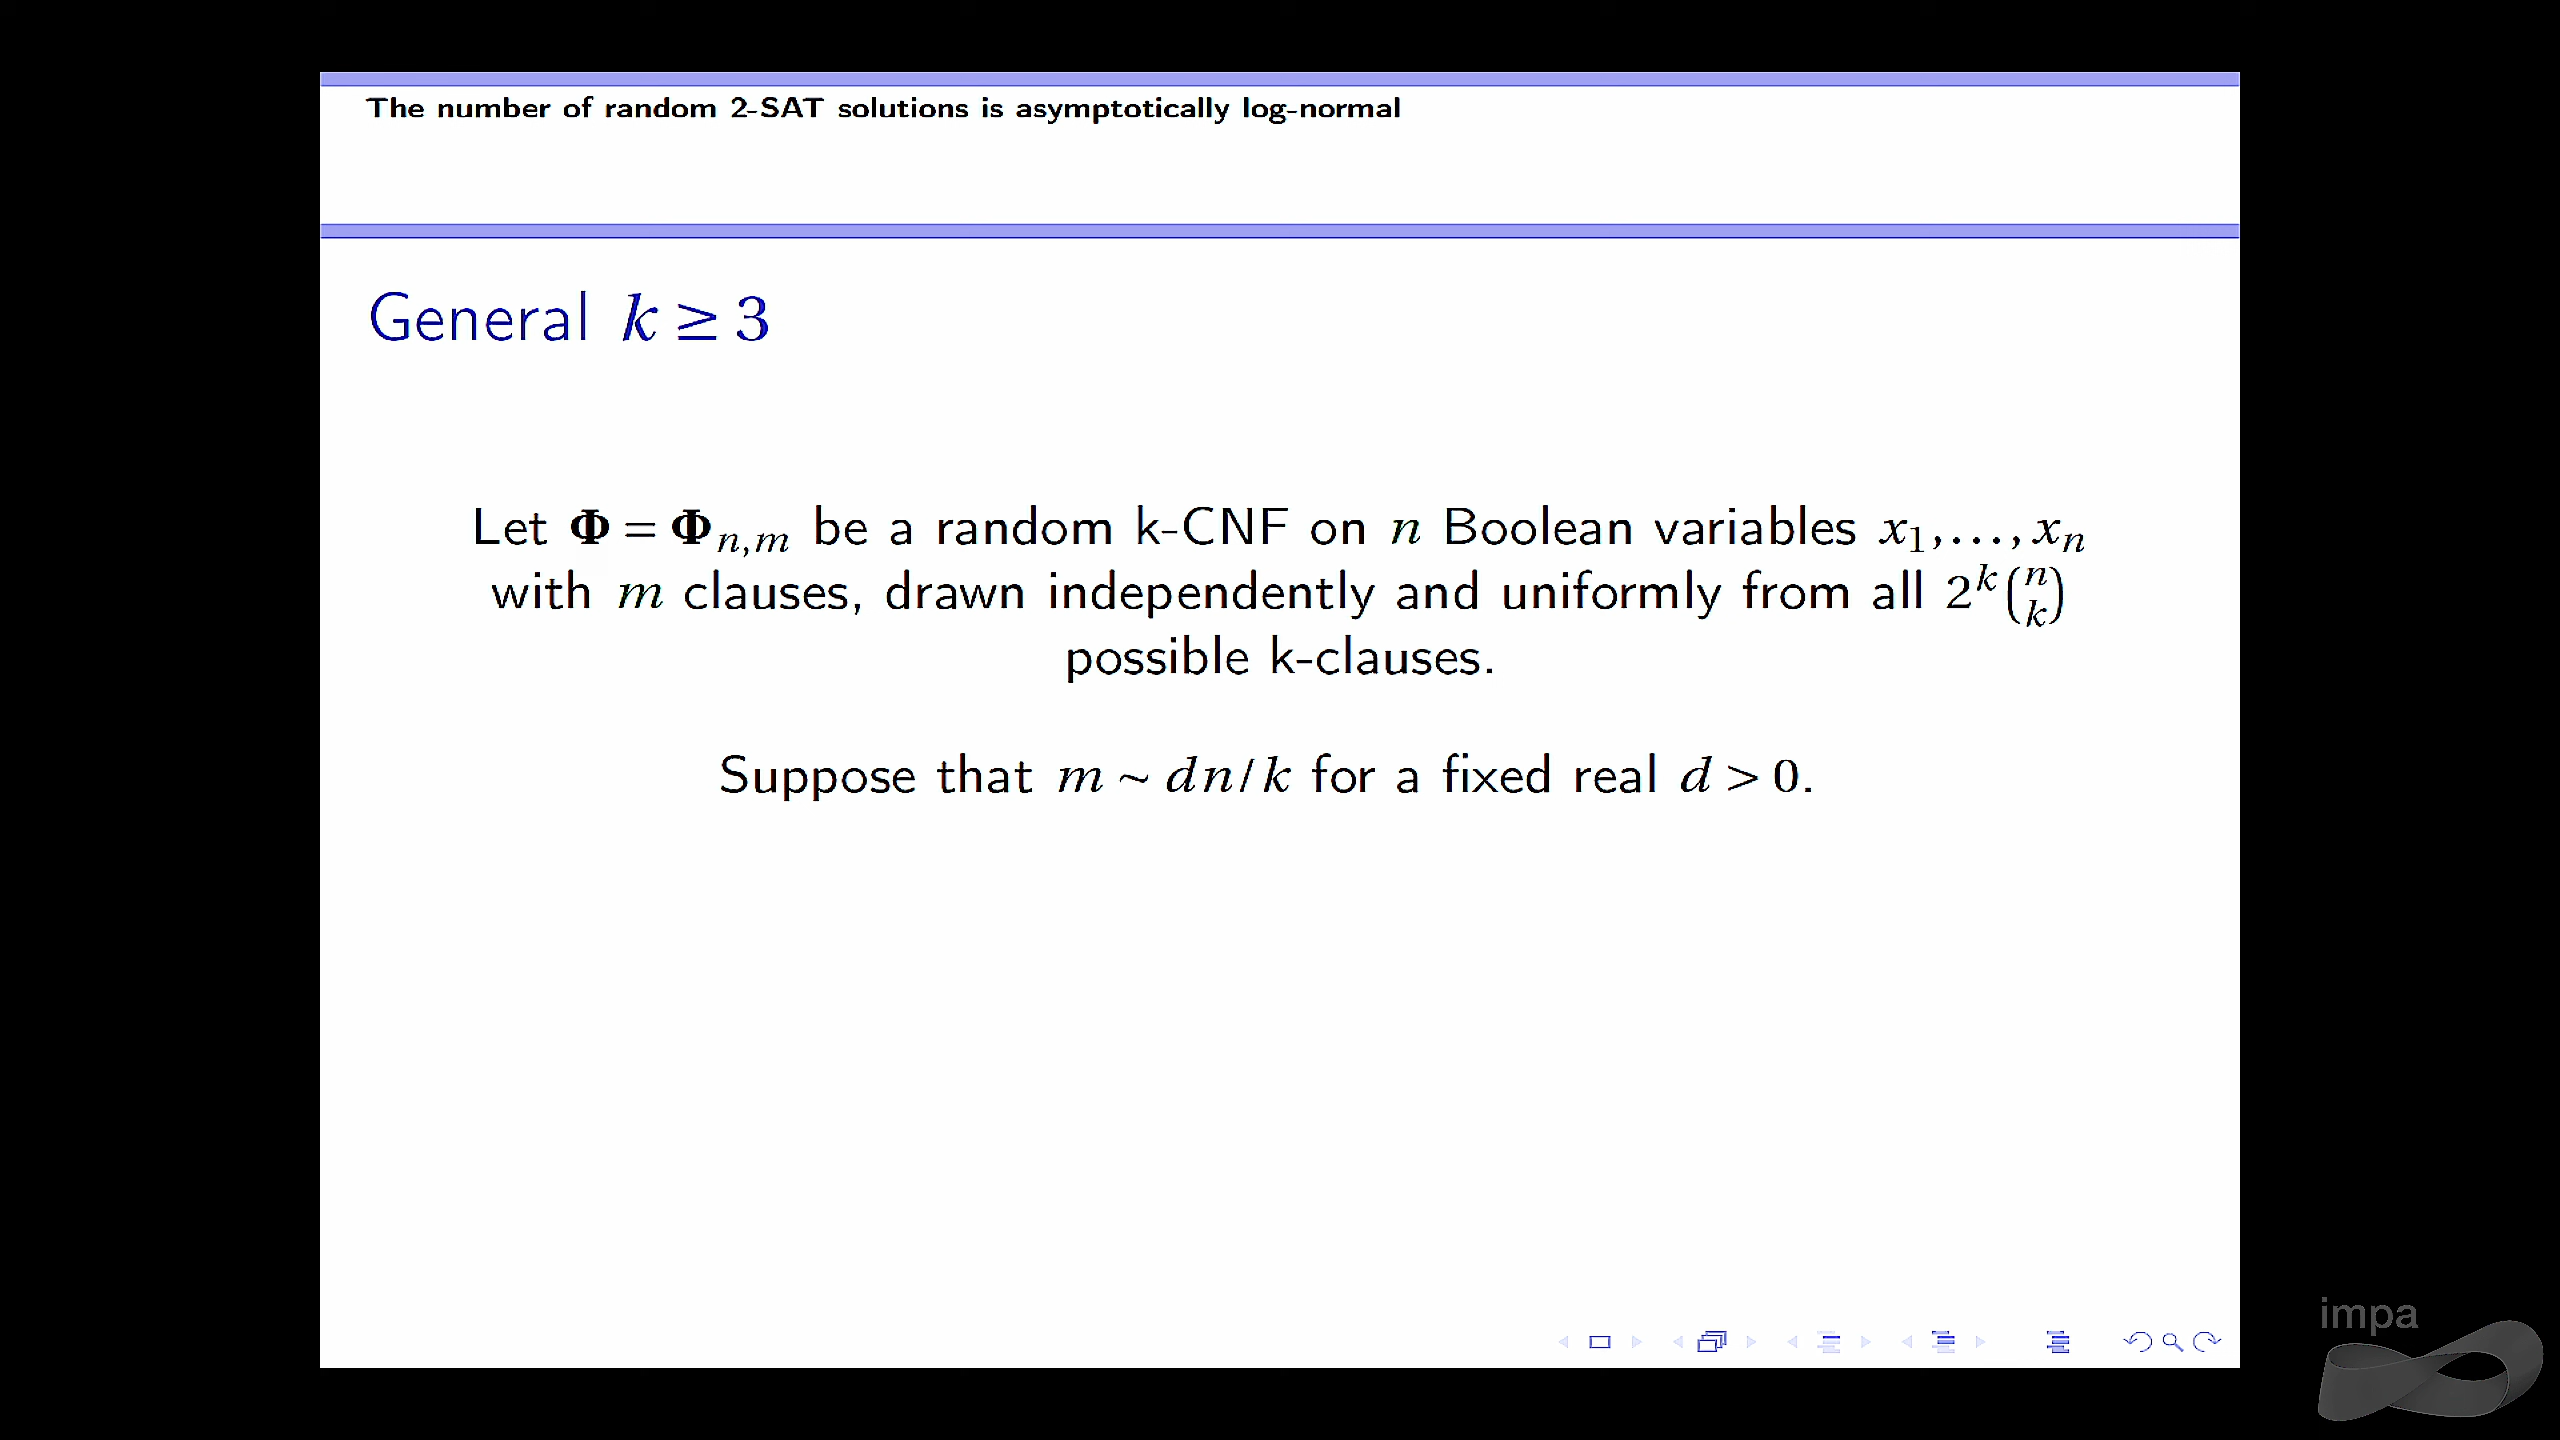 The number of random 2-SAT solutions is asymptotically log-normal
General k ≥ 3
Let Φ = Φ_{n,m} be a random k-CNF on n Boolean variables x_1,…,x_n
with m clauses, drawn independently and uniformly from all 2^k \binom{n}{k}
possible k-clauses.
Suppose that m ~ dn/k for a fixed real d > 0.
impa